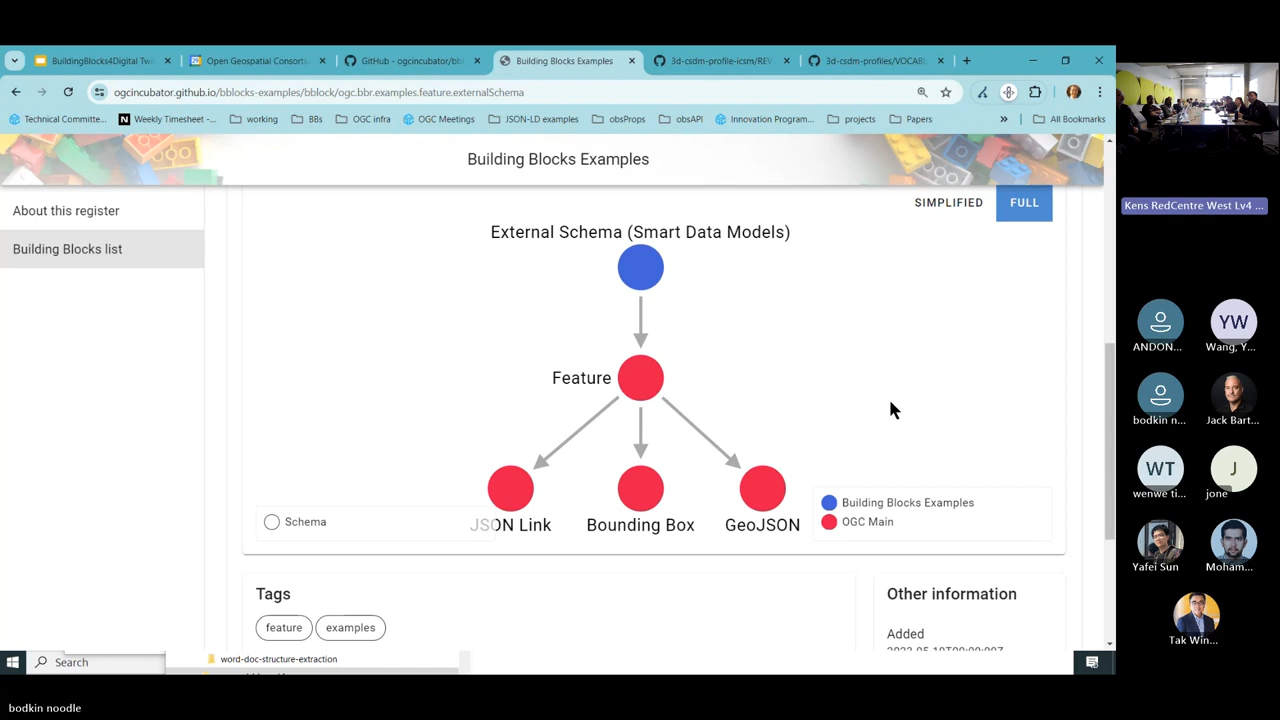 BuildingBlocks4Digital Tw
Open Geospatial Consorti
GitHub - ogcincubator/bbl
Building Blocks Examples
3d-csdm-profile-icsm/REV
3d-csdm-profiles/VOCABU
ogcincubator.github.io/bblocks-examples/bblock/ogc.bbr.examples.feature.externalSchema
Technical Committe...
Weekly Timesheet -...
working
BBs
OGC infra
OGC Meetings
JSON-LD examples
obsProps
obsAPI
Innovation Program...
projects
Papers
All Bookmarks
Building Blocks Examples
About this register
Building Blocks list
SIMPLIFIED
FULL
External Schema (Smart Data Models)
Feature
JSON Link
Bounding Box
GeoJSON
Schema
Building Blocks Examples
OGC Main
Tags
feature
examples
Other information
Added
word-doc-structure-extraction
Search
Kens RedCentre West Lv4 ...
ANDON...
YW
Wang, Y...
bodkin n...
Jack Bart...
WT
wenwe ti...
J
jone
Yafei Sun
Moham...
Tak Win...
bodkin noodle